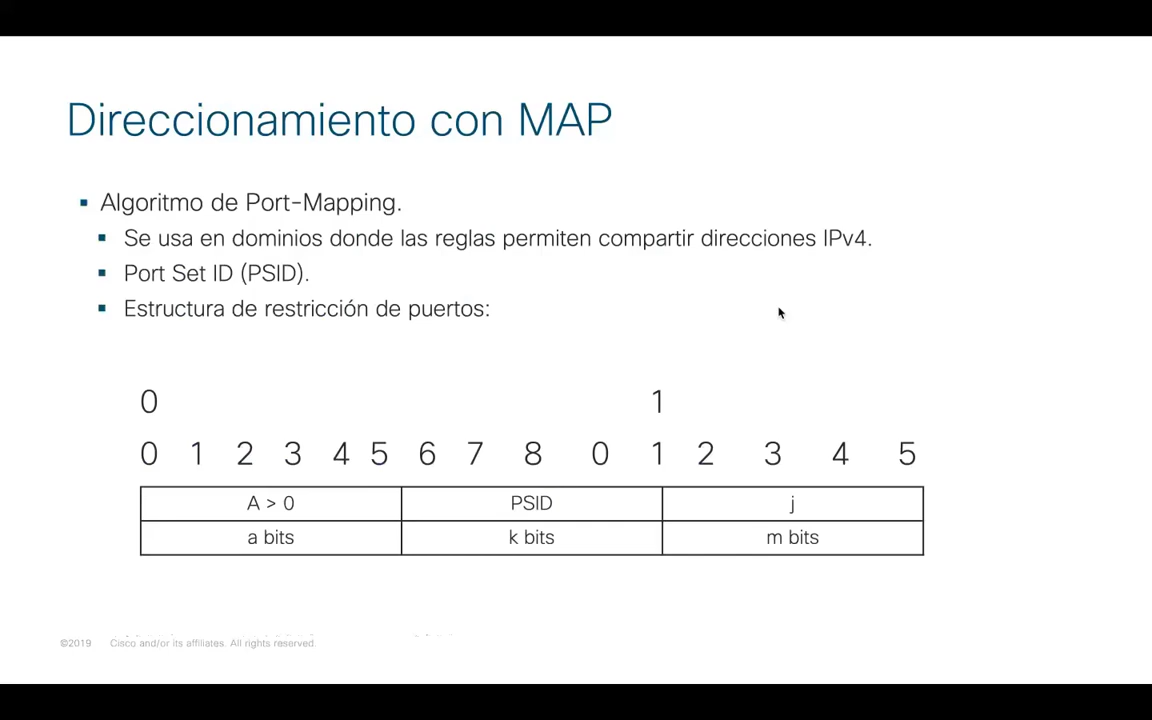 Direccionamiento con MAP
▪ Algoritmo de Port-Mapping.
▪ Se usa en dominios donde las reglas permiten compartir direcciones IPv4.
▪ Port Set ID (PSID).
▪ Estructura de restricción de puertos:
0 1
0 1 2 3 4 5 6 7 8 0 1 2 3 4 5
A > 0 PSID j
a bits k bits m bits
©2019 Cisco and/or its affiliates. All rights reserved.